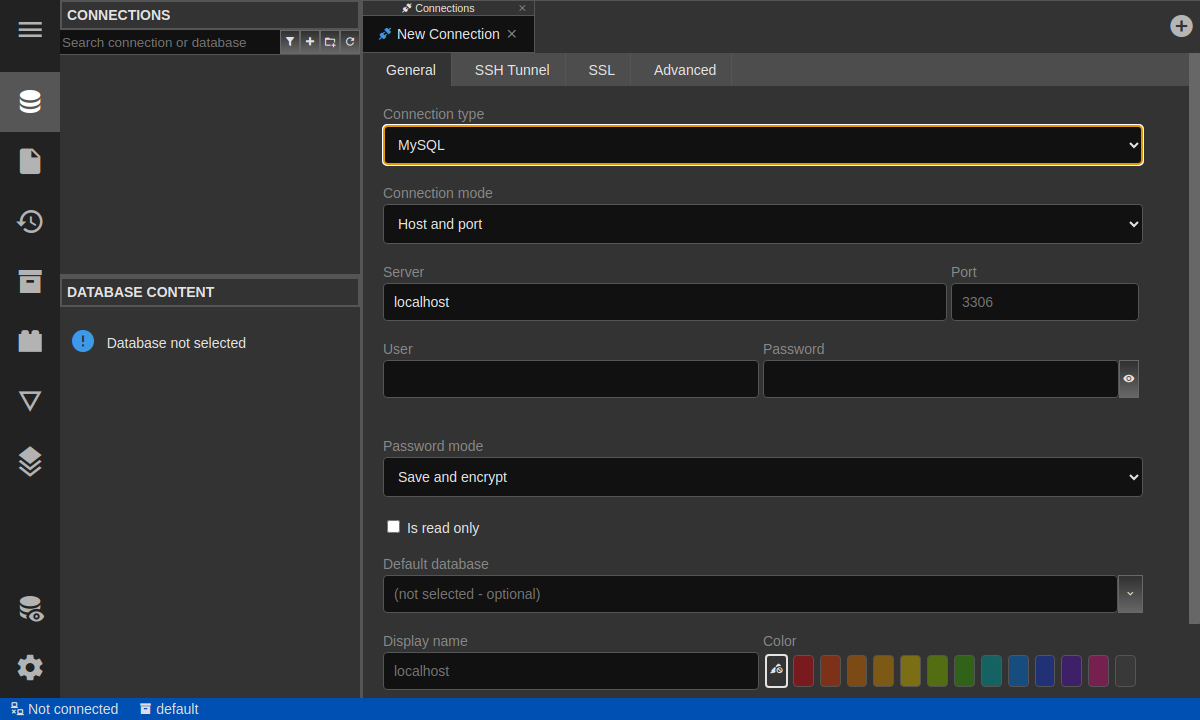 CONNECTIONS
Search connection or database
DATABASE CONTENT
Database not selected
Connections
New Connection
General
SSH Tunnel
SSL
Advanced
Connection type
MySQL
Connection mode
Host and port
Server
Port
localhost
3306
User
Password
Password mode
Save and encrypt
Is read only
Default database
(not selected - optional)
Display name
Color
localhost
Not connected
default